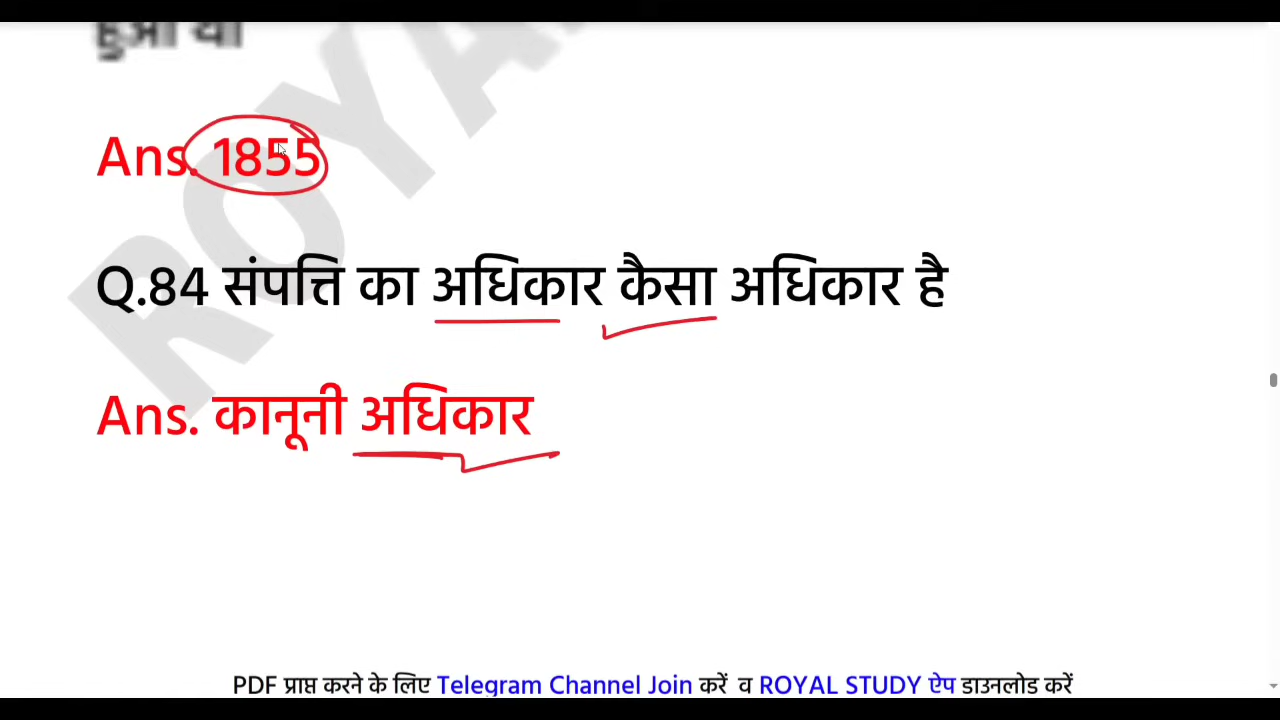 हुआ था
Ans. 1855
Q.84 संपत्ति का अधिकार कैसा अधिकार है
Ans. कानूनी अधिकार
ROYA
PDF प्राप्त करने के लिए Telegram Channel Join करें व ROYAL STUDY ऐप डाउनलोड करें